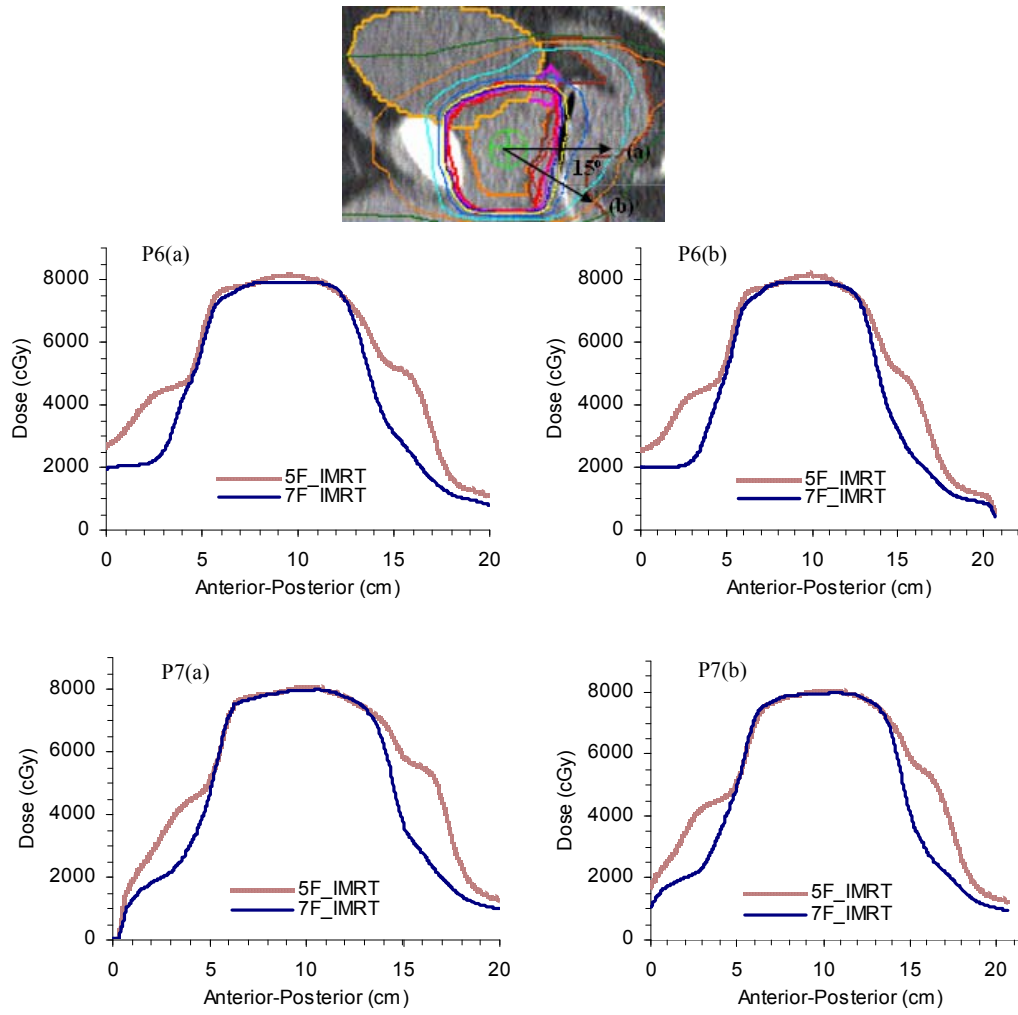 (a)
15º
(b)
P6(a)
8000
6000
4000
2000
0
Dose (cGy)
5F_IMRT
7F_IMRT
0 5 10 15 20
Anterior-Posterior (cm)
P6(b)
8000
6000
4000
2000
0
Dose (cGy)
5F_IMRT
7F_IMRT
0 5 10 15 20
Anterior-Posterior (cm)
P7(a)
8000
6000
4000
2000
0
Dose (cGy)
5F_IMRT
7F_IMRT
0 5 10 15 20
Anterior-Posterior (cm)
P7(b)
8000
6000
4000
2000
0
Dose (cGy)
5F_IMRT
7F_IMRT
0 5 10 15 20
Anterior-Posterior (cm)